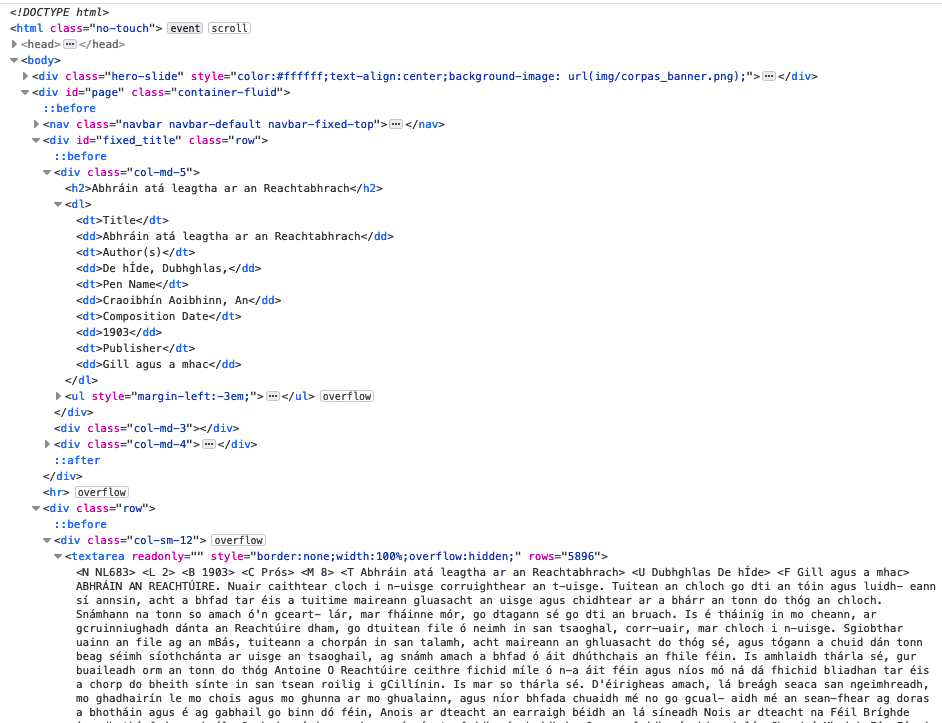 <!DOCTYPE html>
<html class="no-touch"> event scroll
<head> ··· </head>
<body>
<div class="hero-slide" style="color:#ffffff;text-align:center;background-image: url(img/corpas_banner.png);"> ··· </div>
<div id="page" class="container-fluid">
::before
<nav class="navbar navbar-default navbar-fixed-top"> ··· </nav>
<div id="fixed_title" class="row">
::before
<div class="col-md-5">
<h2>Abhráin atá leagtha ar an Reachtabhrach</h2>
<dl>
<dt>Title</dt>
<dd>Abhráin atá leagtha ar an Reachtabhrach</dd>
<dt>Author(s)</dt>
<dd>De hÍde, Dubhghlas,</dd>
<dt>Pen Name</dt>
<dd>Craoibhín Aoibhinn, An</dd>
<dt>Composition Date</dt>
<dd>1903</dd>
<dt>Publisher</dt>
<dd>Gill agus a mhac</dd>
</dl>
<ul style="margin-left:-3em;"> ··· </ul> overflow
</div>
<div class="col-md-3"></div>
<div class="col-md-4"> ··· </div>
::after
</div>
<hr> overflow
<div class="row">
::before
<div class="col-sm-12"> overflow
<textarea readonly="" style="border:none;width:100%;overflow:hidden;" rows="5896">
<N NL683> <L 2> <B 1903> <C Prós> <M 8> <T Abhráin atá leagtha ar an Reachtabhrach> <U Dubhghlas De hÍde> <F Gill agus a mhac>
ABHRÁIN AN REACHTÚIRE. Nuair caithtear cloch i n-uisge corruighthear an t-uisge. Tuitean an chloch go dti an tóin agus luidh- eann
sí annsin, acht a bhfad tar éis a tuitime maireann gluasacht an uisge agus chidhtear ar a bhárr an tonn do thóg an chloch.
Snámhann na tonn so amach ó'n gceart- lár, mar fháinne mór, go dtagann sé go dti an bruach. Is é tháinig in mo cheann, ar
gcruinniughadh dánta an Reachtúire dham, go dtuitean file ó neimh in san tsaoghal, corr-uair, mar chloch i n-uisge. Sgiobthar
uainn an file ag an mBás, tuiteann a chorpán in san talamh, acht maireann an ghluasacht do thóg sé, agus tógann a chuid dán tonn
beag séimh síothchánta ar uisge an tsaoghail, ag snámh amach a bhfad ó áit dhúthchais an fhile féin. Is amhlaidh thárla sé, gur
buaileadh orm an tonn do thóg Antoine O Reachtúire ceithre fichid míle ó n-a áit féin agus níos mó ná dá fhichid bliadhan tar éis
a chorp do bheith sínte in san tsean roilig i gCillínin. Is mar so thárla sé. D'éirigheas amach, lá breágh seaca san ngeimhreadh,
mo ghadhairín le mo chois agus mo ghunna ar mo ghualainn, agus níor bhfada chuaidh mé no go gcual- aidh mé an sean-fhear ag doras
a bhotháin agus é ag gabhail go binn dó féin, Anois ar dteacht an earraigh béidh an lá síneadh Nois ar dteacht na Féil Brighde